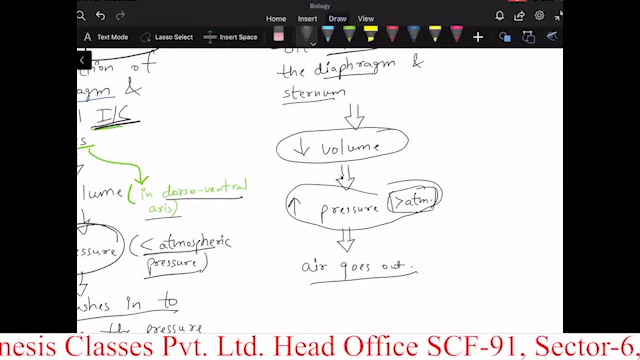 Biology
Home Insert Draw View
Text Mode Lasso Select Insert Space
ction of
agm &
I/C
lume (in dorso-ventral
axis)
essure (< atmospheric
pressure)
shes in to
the pressure
the diaphragm &
sternum
↓ volume
↑ pressure >atm.
air goes out.
nesis Classes Pvt. Ltd. Head Office SCF-91, Sector-6,